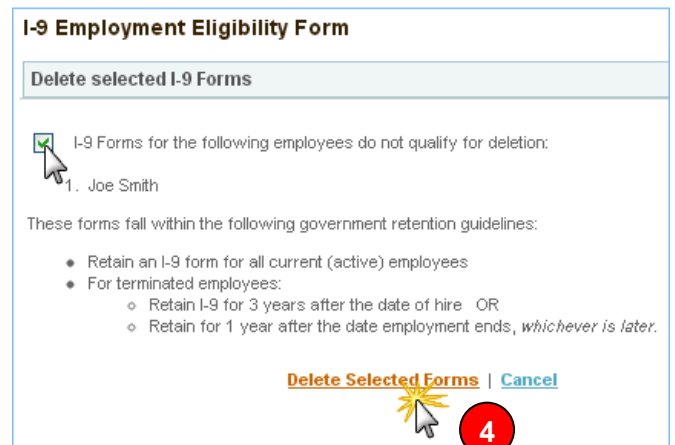 I-9 Employment Eligibility Form
Delete selected I-9 Forms
I-9 Forms for the following employees do not qualify for deletion:
1. Joe Smith
These forms fall within the following government retention guidelines:
• Retain an I-9 form for all current (active) employees
• For terminated employees:
◦ Retain I-9 for 3 years after the date of hire OR
◦ Retain for 1 year after the date employment ends, whichever is later.
Delete Selected Forms | Cancel
4